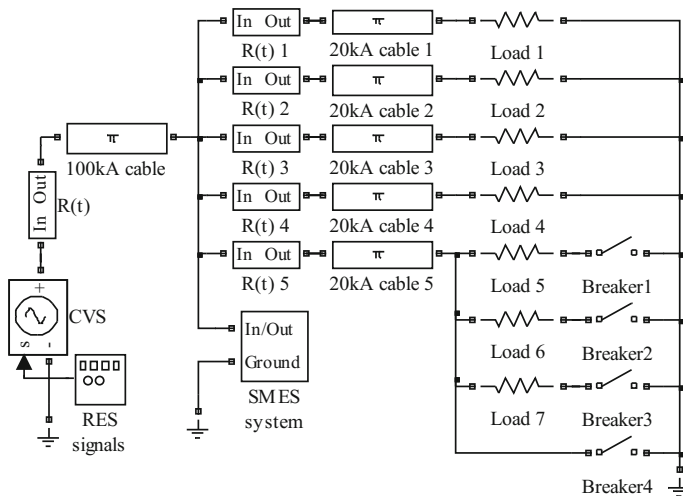 In Out
R(t) 1
20kA cable 1
Load 1
In Out
R(t) 2
20kA cable 2
Load 2
π
100kA cable
In Out
R(t) 3
π
20kA cable 3
Load 3
In Out
R(t)
In Out
R(t) 4
π
20kA cable 4
Load 4
In Out
R(t) 5
π
20kA cable 5
Load 5
Breaker1
π
π
+
CVS
s
-
RES
signals
In/Out
Ground
SMES
system
Load 6
Breaker2
Load 7
Breaker3
Breaker4